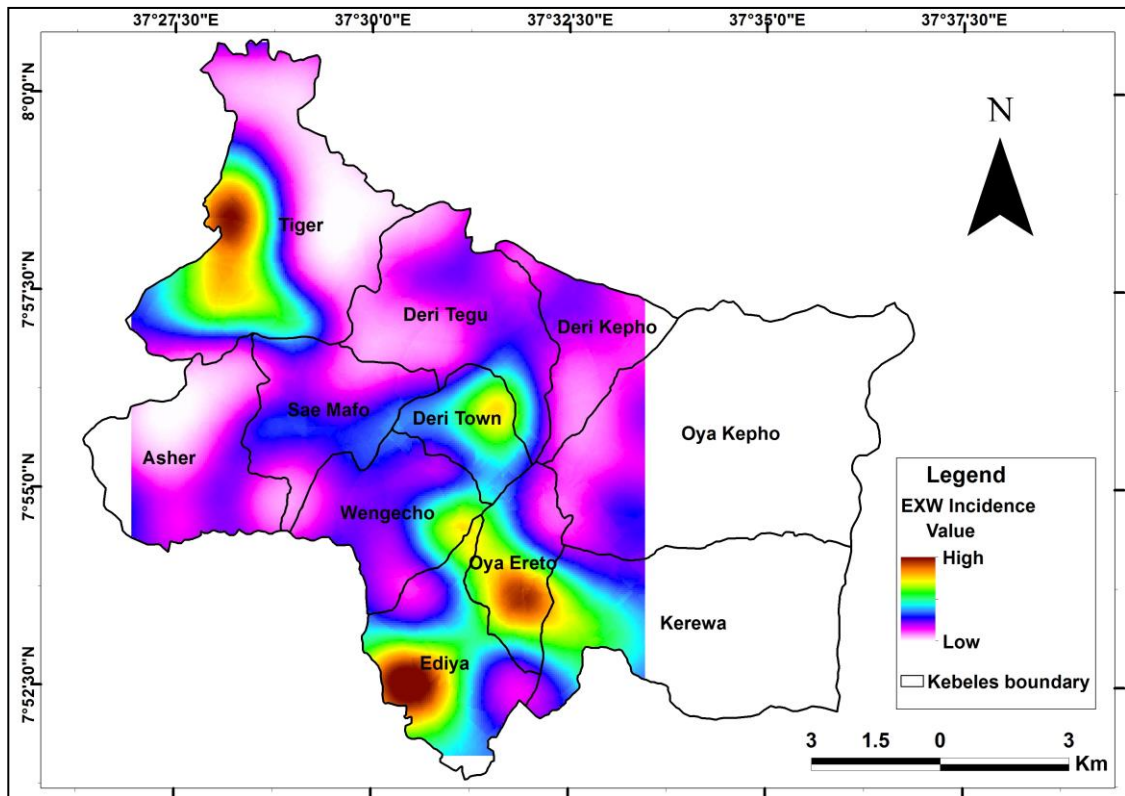 37°27'30"E 37°30'0"E 37°32'30"E 37°35'0"E 37°37'30"E
8°0'0"N
7°57'30"N
7°55'0"N
7°52'30"N
N
Tiger
Deri Tegu
Deri Kepho
Sae Mafo
Deri Town
Oya Kepho
Asher
Wengecho
Oya Ereto
Kerewa
Ediya
Legend
EXW Incidence
Value
High
Low
Kebeles boundary
3 1.5 0 3
Km